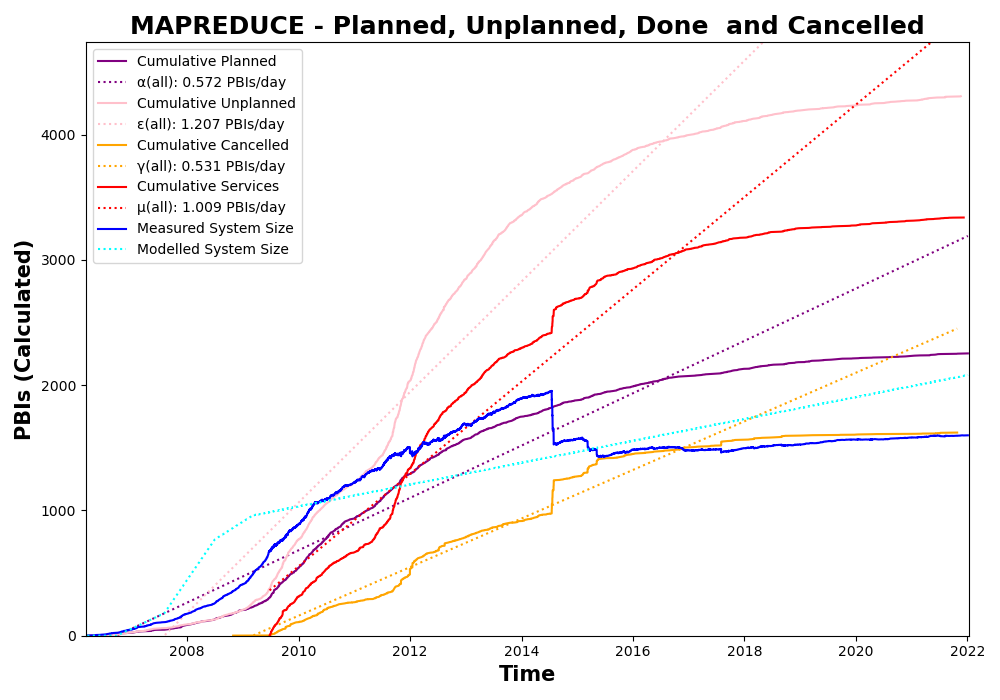 MAPREDUCE - Planned, Unplanned, Done  and Cancelled
Cumulative Planned
α(all): 0.572 PBIs/day
Cumulative Unplanned
ε(all): 1.207 PBIs/day
Cumulative Cancelled
γ(all): 0.531 PBIs/day
Cumulative Services
μ(all): 1.009 PBIs/day
Measured System Size
Modelled System Size
PBIs (Calculated)
4000
3000
2000
1000
0
2008 2010 2012 2014 2016 2018 2020 2022
Time